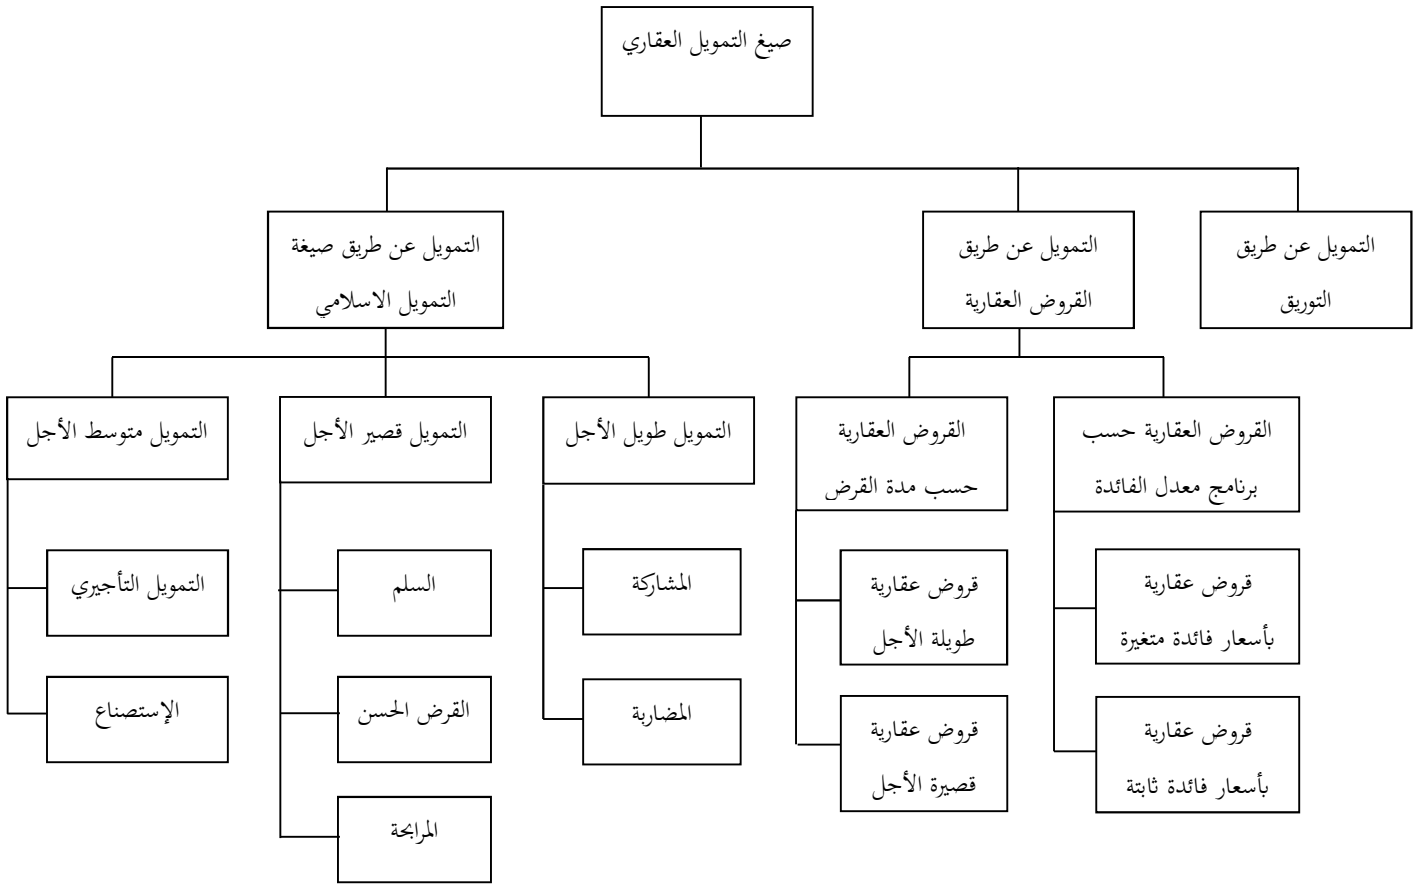 صيغ التمويل العقاري
التمويل عن طريق
التوريق
التمويل عن طريق
القروض العقارية
التمويل عن طريق صيغة
التمويل الاسلامي
القروض العقارية حسب
برنامج معدل الفائدة
القروض العقارية
حسب مدة القرض
التمويل طويل الأجل
التمويل قصير الأجل
التمويل متوسط الأجل
قروض عقارية
بأسعار فائدة متغيرة
قروض عقارية
طويلة الأجل
المشاركة
السلم
التمويل التأجيري
قروض عقارية
بأسعار فائدة ثابتة
قروض عقارية
قصيرة الأجل
المضاربة
القرض الحسن
الإستصناع
المرابحة